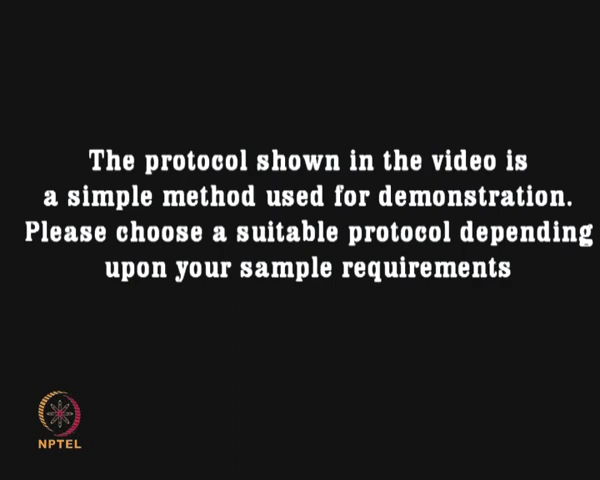 The protocol shown in the video is
a simple method used for demonstration.
Please choose a suitable protocol depending
upon your sample requirements
NPTEL